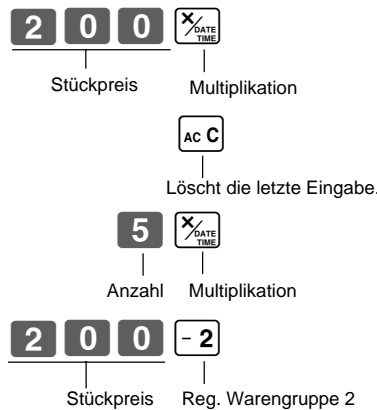 2 0 0 ×/DATE TIME
Stückpreis Multiplikation
AC C
Löscht die letzte Eingabe.
5 ×/DATE TIME
Anzahl Multiplikation
2 0 0 - 2
Stückpreis Reg. Warengruppe 2